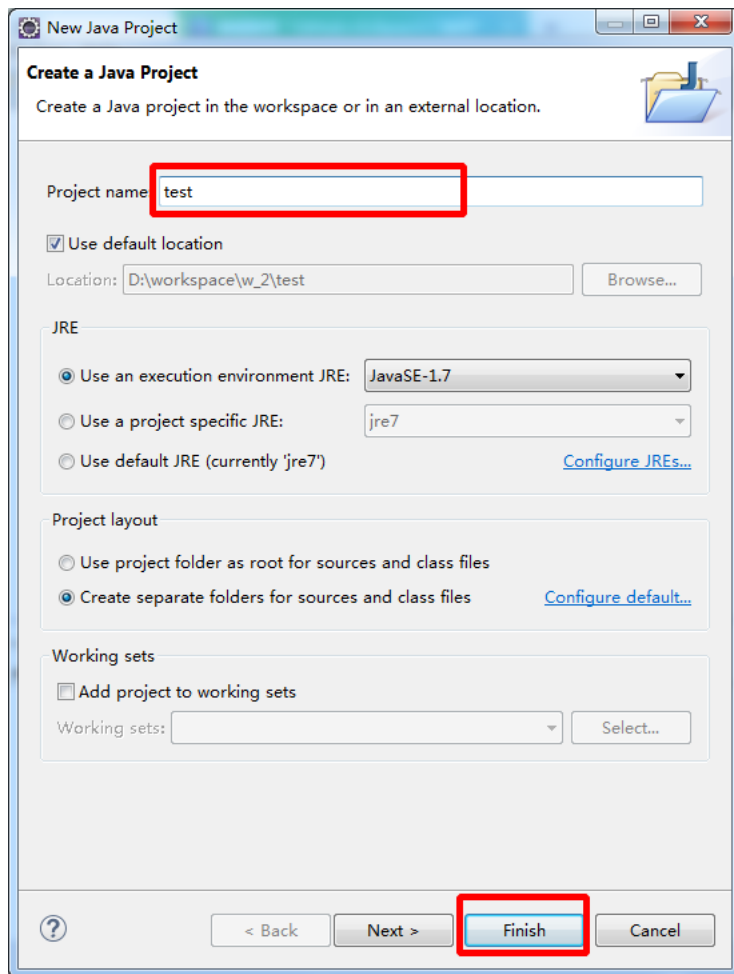 New Java Project
Create a Java Project
Create a Java project in the workspace or in an external location.
Project name: test
Use default location
Location: D:\workspace\w_2\test Browse...
JRE
Use an execution environment JRE: JavaSE-1.7
Use a project specific JRE: jre7
Use default JRE (currently 'jre7') Configure JREs...
Project layout
Use project folder as root for sources and class files
Create separate folders for sources and class files Configure default...
Working sets
Add project to working sets
Working sets: Select...
? < Back Next > Finish Cancel